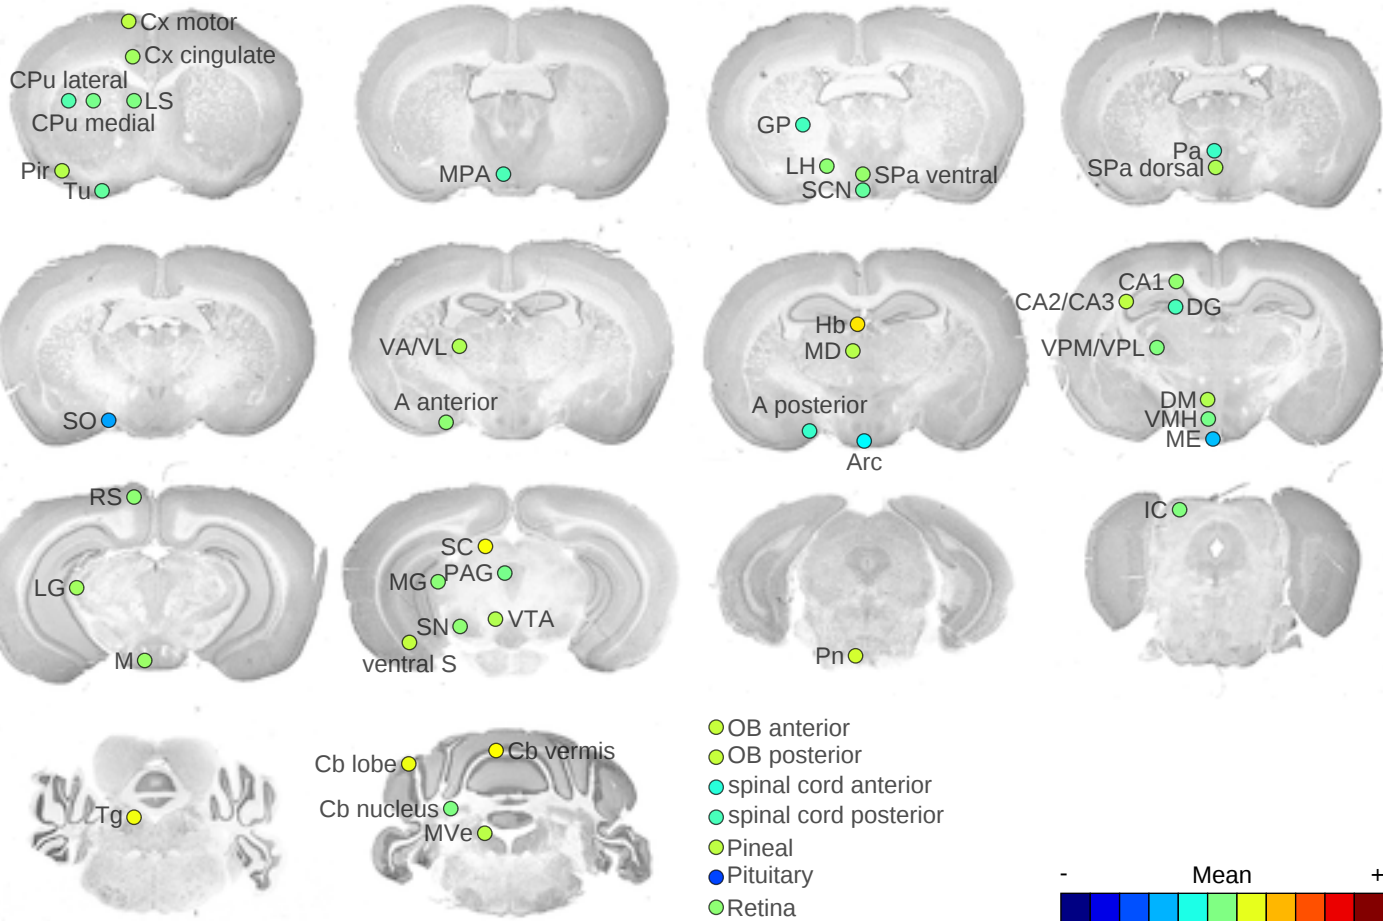 Cx motor
Cx cingulate
CPu lateral
LS
CPu medial
Pir
Tu
MPA
GP
LH
SPa ventral
SCN
Pa
SPa dorsal
SO
VA/VL
A anterior
Hb
MD
A posterior
Arc
CA1
CA2/CA3
DG
VPM/VPL
DM
VMH
ME
RS
LG
M
SC
PAG
MG
SN
VTA
ventral S
Pn
IC
Tg
Cb lobe
Cb vermis
Cb nucleus
MVe
OB anterior
OB posterior
spinal cord anterior
spinal cord posterior
Pineal
Pituitary
Retina
- Mean +